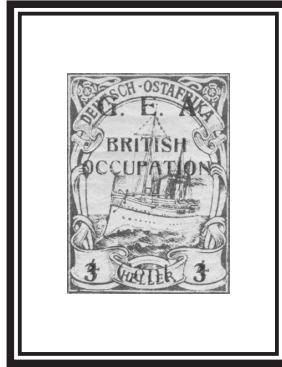 DEUTSCH-OSTAFRIKA
G. E. A.
BRITISH
OCCUPATION
3 HELLER 3